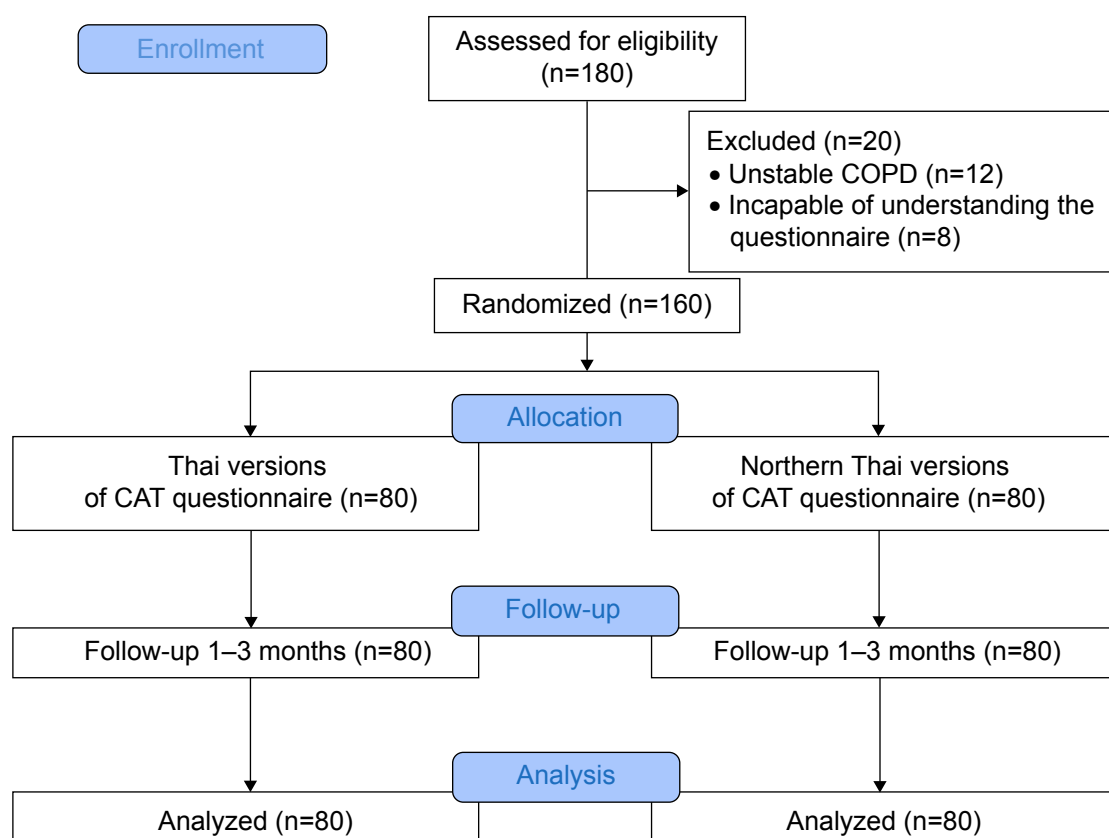 Enrollment
Assessed for eligibility
(n=180)
Excluded (n=20)
• Unstable COPD (n=12)
• Incapable of understanding the
questionnaire (n=8)
Randomized (n=160)
Allocation
Thai versions
of CAT questionnaire (n=80)
Northern Thai versions
of CAT questionnaire (n=80)
Follow-up
Follow-up 1–3 months (n=80)
Follow-up 1–3 months (n=80)
Analysis
Analyzed (n=80)
Analyzed (n=80)